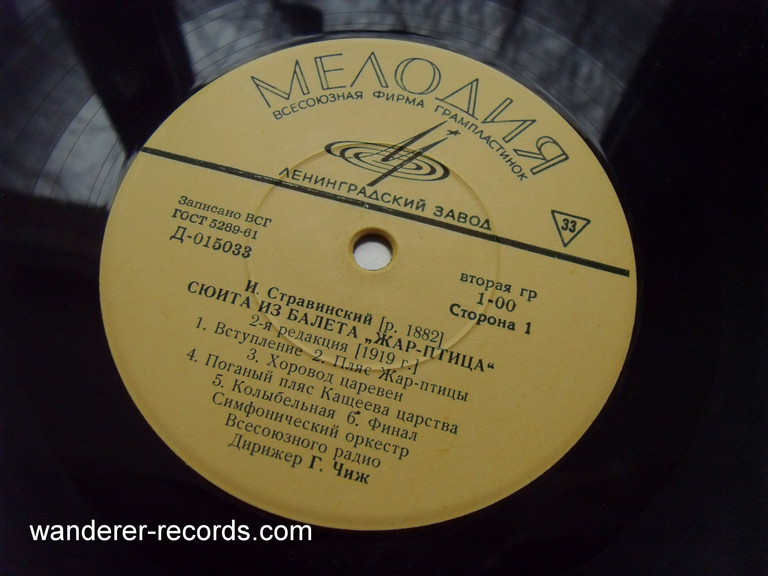 МЕЛОДИЯ
ВСЕСОЮЗНАЯ ФИРМА ГРАМПЛАСТИНОК
ЛЕНИНГРАДСКИЙ ЗАВОД
33
Записано ВСГ
ГОСТ 5289-61
Д-015033
вторая гр
1-00
Сторона 1
И. Стравинский [р. 1882]
СЮИТА ИЗ БАЛЕТА „ЖАР-ПТИЦА“
2-я редакция [1919 г.]
1. Вступление 2. Пляс Жар-птицы
3. Хоровод царевен
4. Поганый пляс Кащеева царства
5. Колыбельная 6. Финал
Симфонический оркестр
Всесоюзного радио
Дирижер Г. Чиж
wanderer-records.com